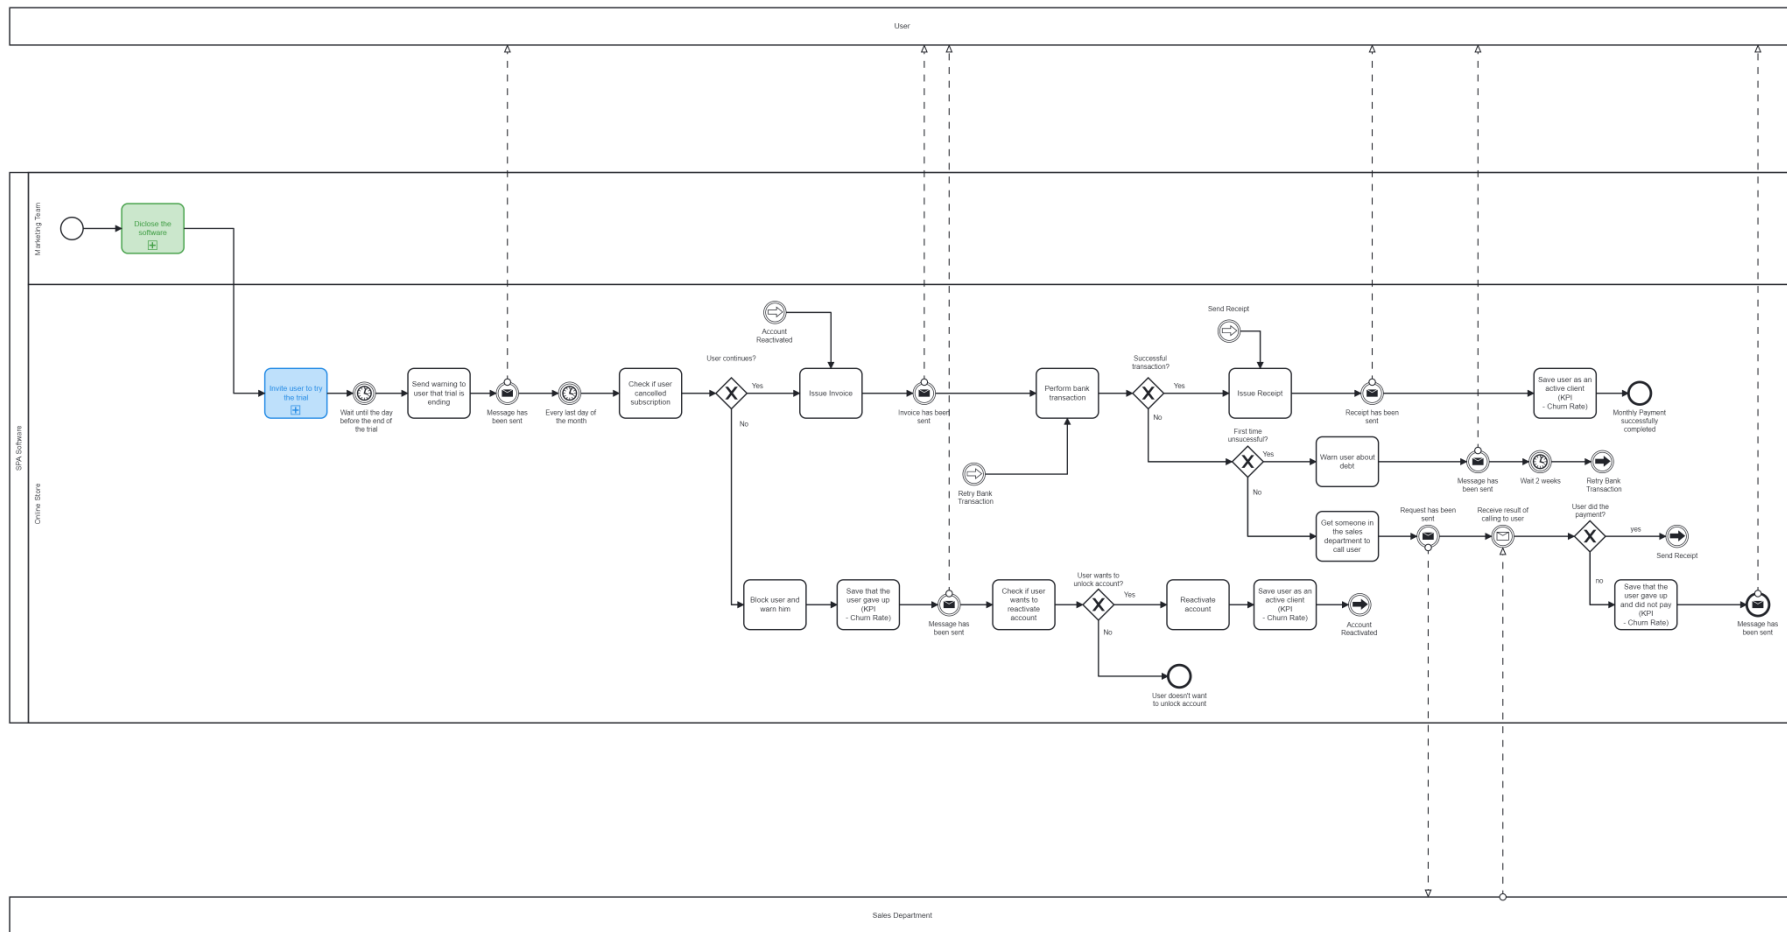 User
SPA Software
Marketing Team
Diclose the
software
Online Store
Invite user to try
the trial
Wait until the day
before the end of
the trial
Send warning to
user that trial is
ending
Message has
been sent
Every last day of
the month
Check if user
cancelled
subscription
User continues?
Yes
No
Account
Reactivated
Issue Invoice
Invoice has been
sent
Retry Bank
Transaction
Perform bank
transaction
Successful
transaction?
Yes
No
Send Receipt
Issue Receipt
Receipt has been
sent
Save user as an
active client
(KPI
- Churn Rate)
Monthly Payment
successfully
completed
First time
unsucessful?
Yes
No
Warn user about
debt
Message has
been sent
Wait 2 weeks
Retry Bank
Transaction
Get someone in
the sales
department to
call user
Request has been
sent
Receive result of
calling to user
User did the
payment?
yes
no
Send Receipt
Save that the
user gave up
and did not pay
(KPI
- Churn Rate)
Message has
been sent
Block user and
warn him
Save that the
user gave up
(KPI
- Churn Rate)
Message has
been sent
Check if user
wants to
reactivate
account
User wants to
unlock account?
Yes
No
Reactivate
account
Save user as an
active client
(KPI
- Churn Rate)
Account
Reactivated
User doesn't want
to unlock account
Sales Department